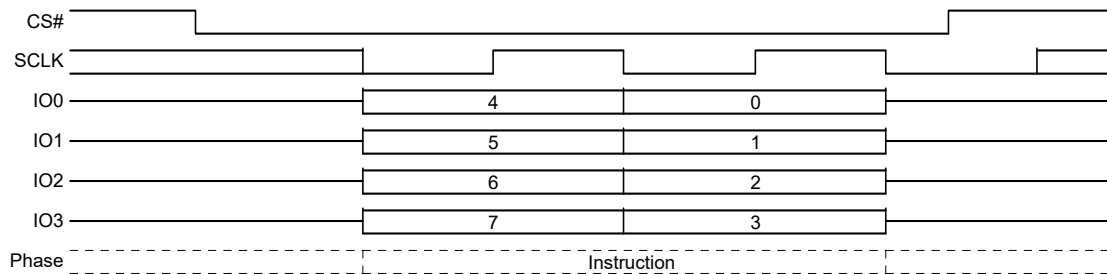 CS#
SCLK
IO0 4 0
IO1 5 1
IO2 6 2
IO3 7 3
Phase Instruction